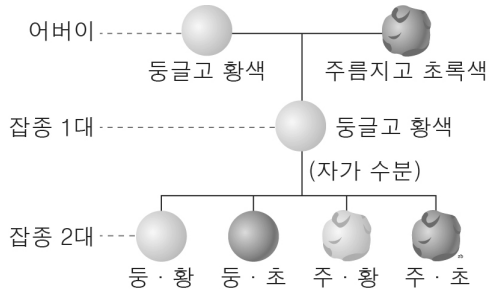 어버이
둥글고 황색
주름지고 초록색
잡종 1대
둥글고 황색
(자가 수분)
잡종 2대
둥 · 황
둥 · 초
주 · 황
주 · 초